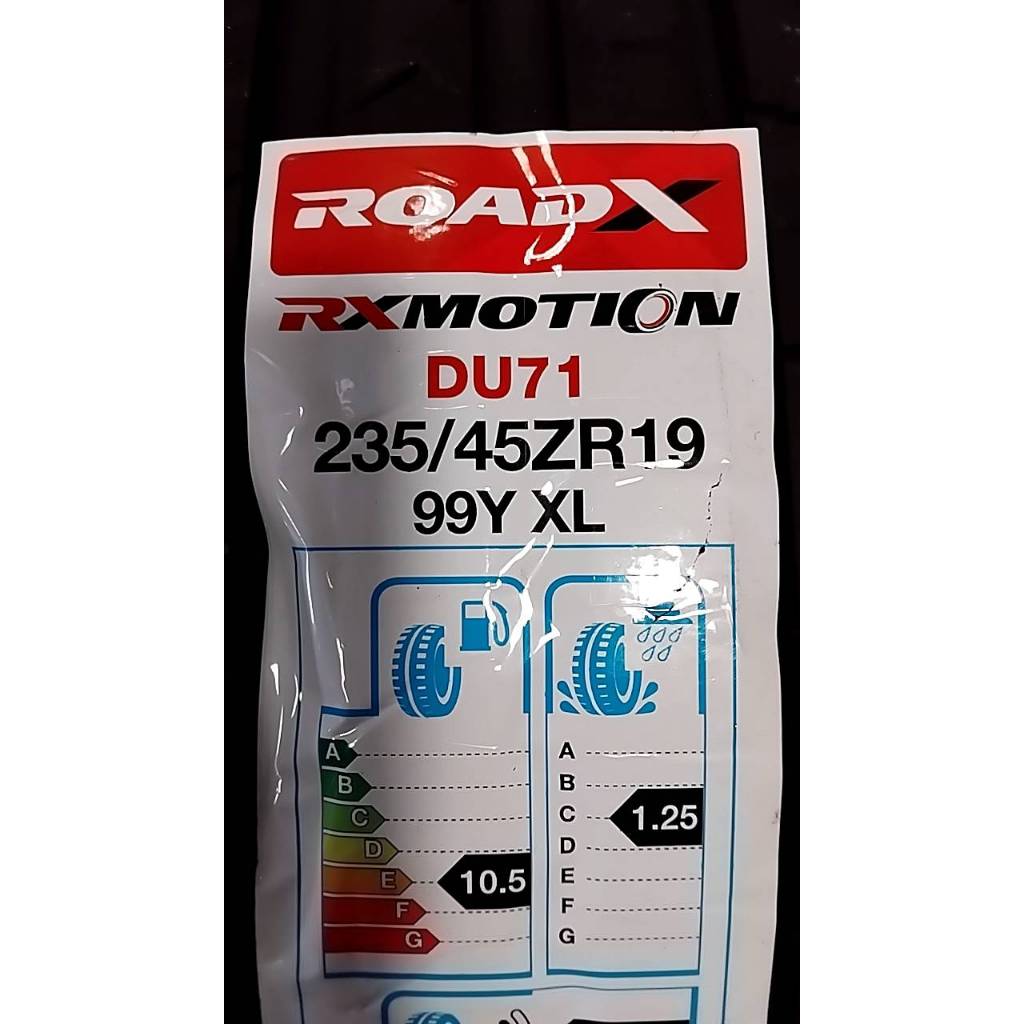 ROADX
RXMOTION
DU71
235/45ZR19
99Y XL
A
B
C
D
E 10.5
F
G
A
B
C 1.25
D
E
F
G